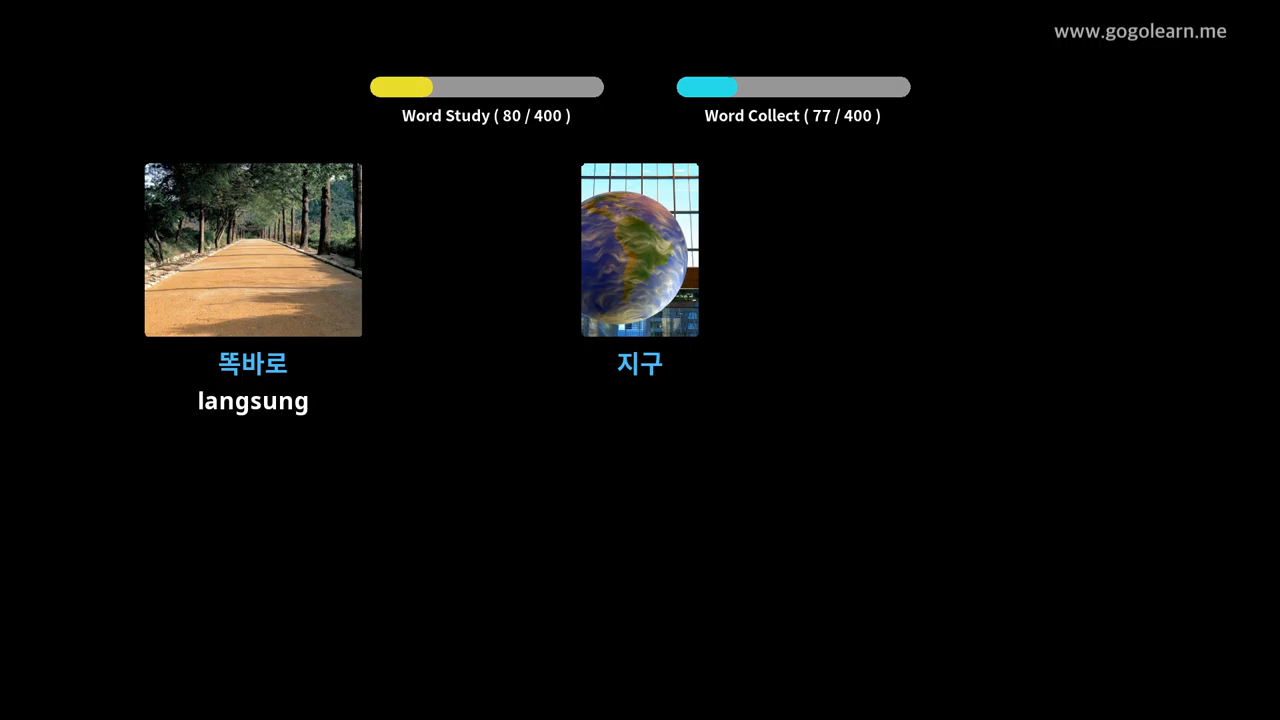 www.gogolearn.me
Word Study ( 80 / 400 )
Word Collect ( 77 / 400 )
똑바로
지구
langsung